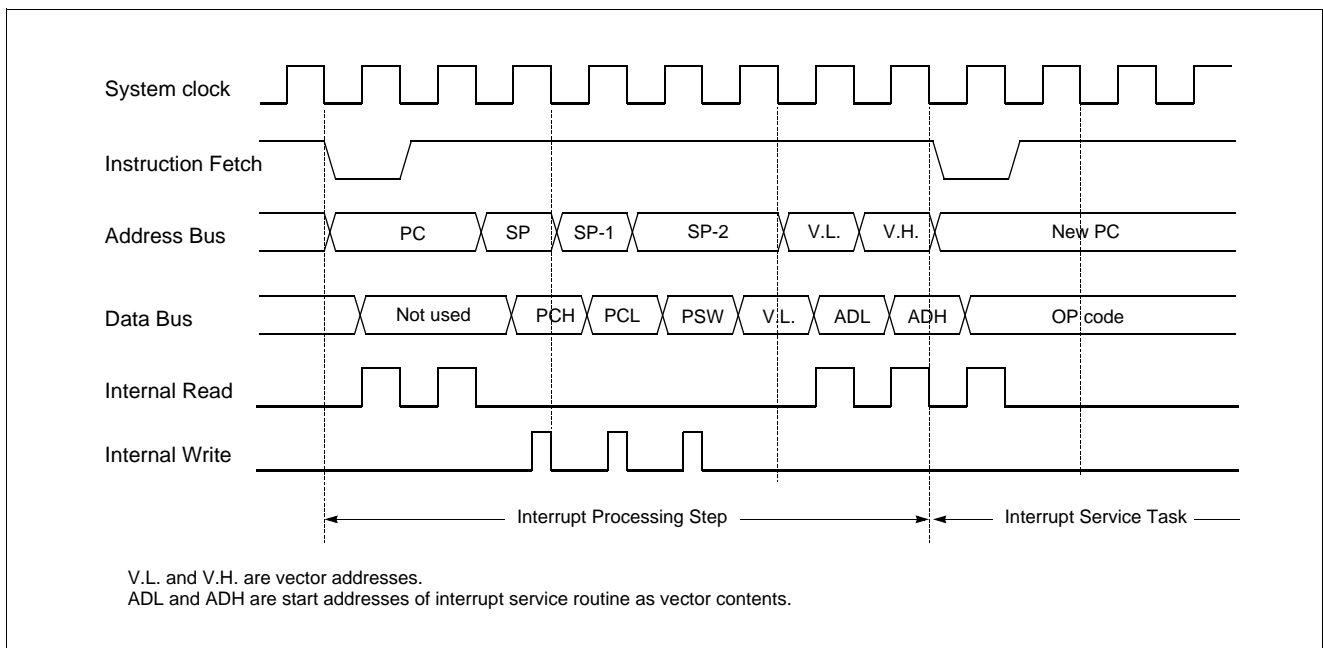 System clock
Instruction Fetch
Address Bus
PC
SP
SP-1
SP-2
V.L.
V.H.
New PC
Data Bus
Not used
PCH
PCL
PSW
V.L.
ADL
ADH
OP code
Internal Read
Internal Write
Interrupt Processing Step
Interrupt Service Task
V.L. and V.H. are vector addresses.
ADL and ADH are start addresses of interrupt service routine as vector contents.